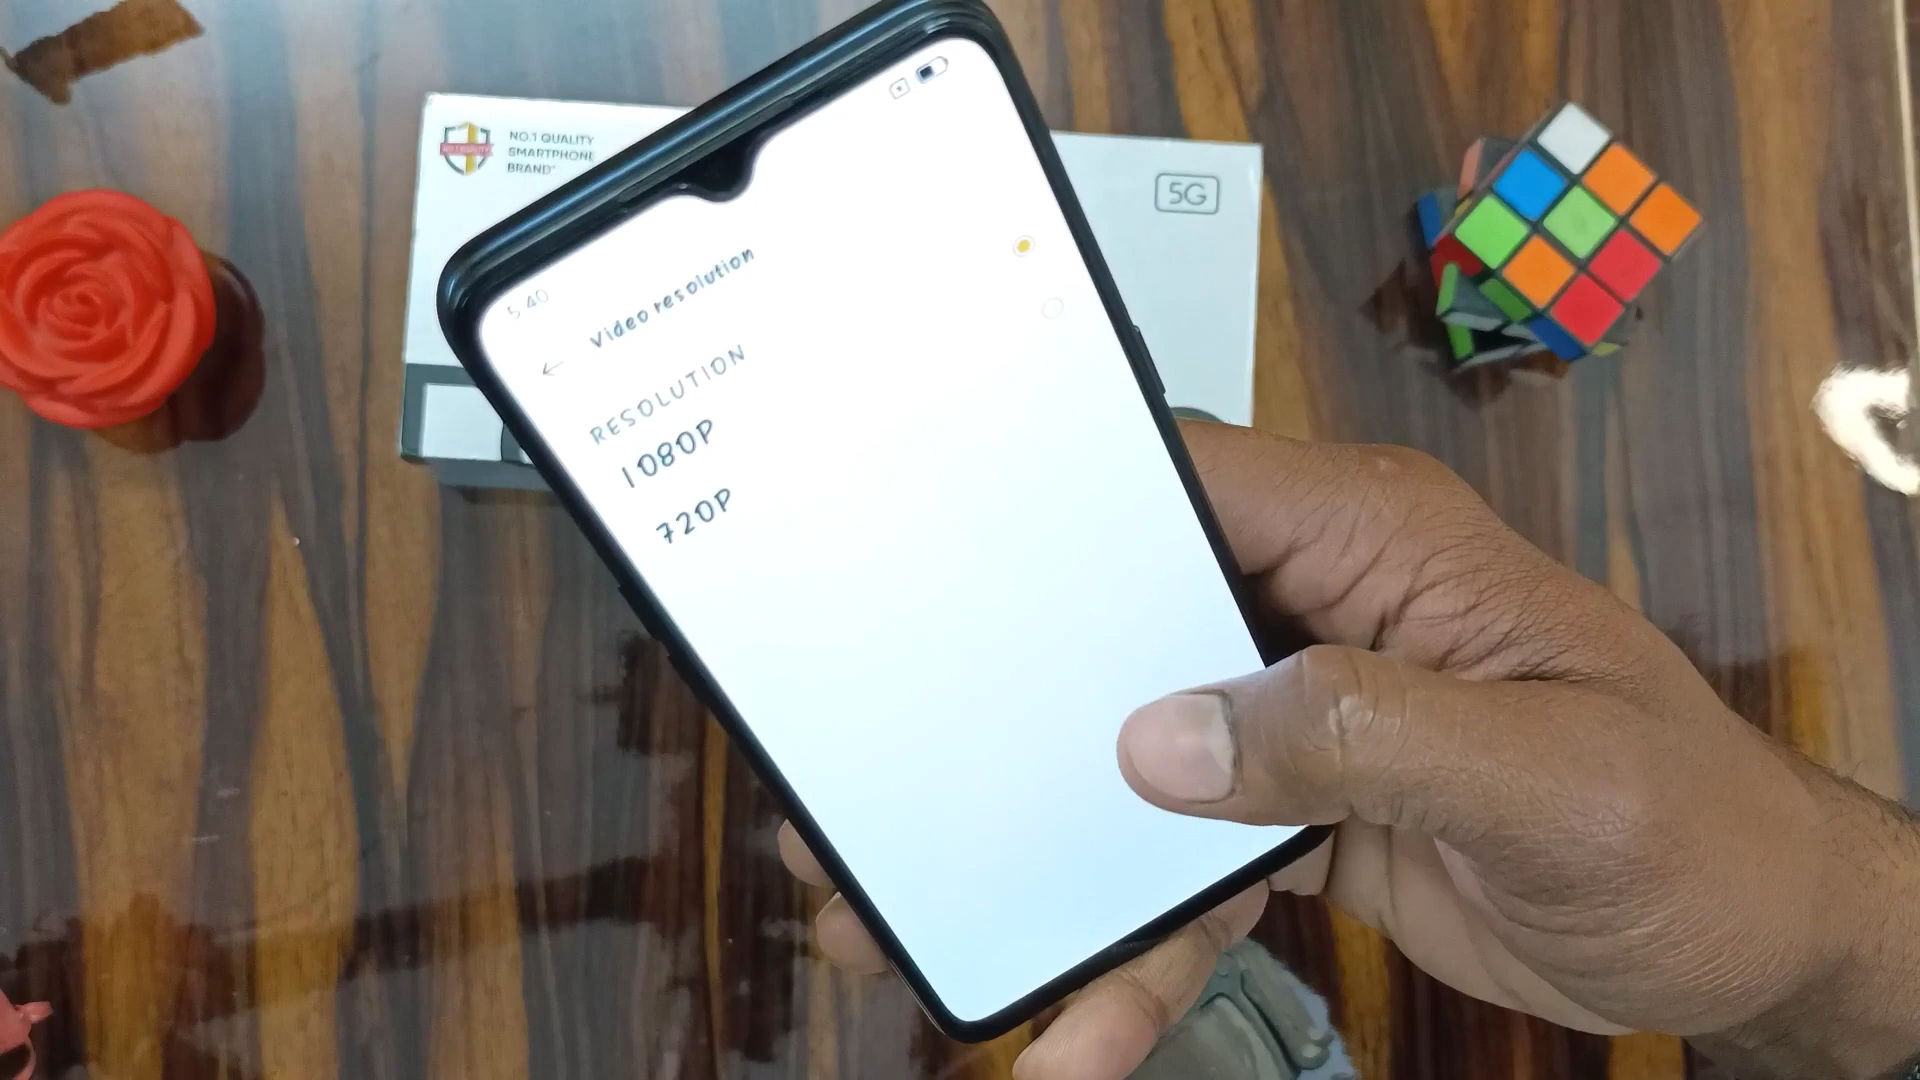 NO.1 QUALITY
SMARTPHONE
BRAND*
5G
5:40
Video resolution
RESOLUTION
1080P
720P